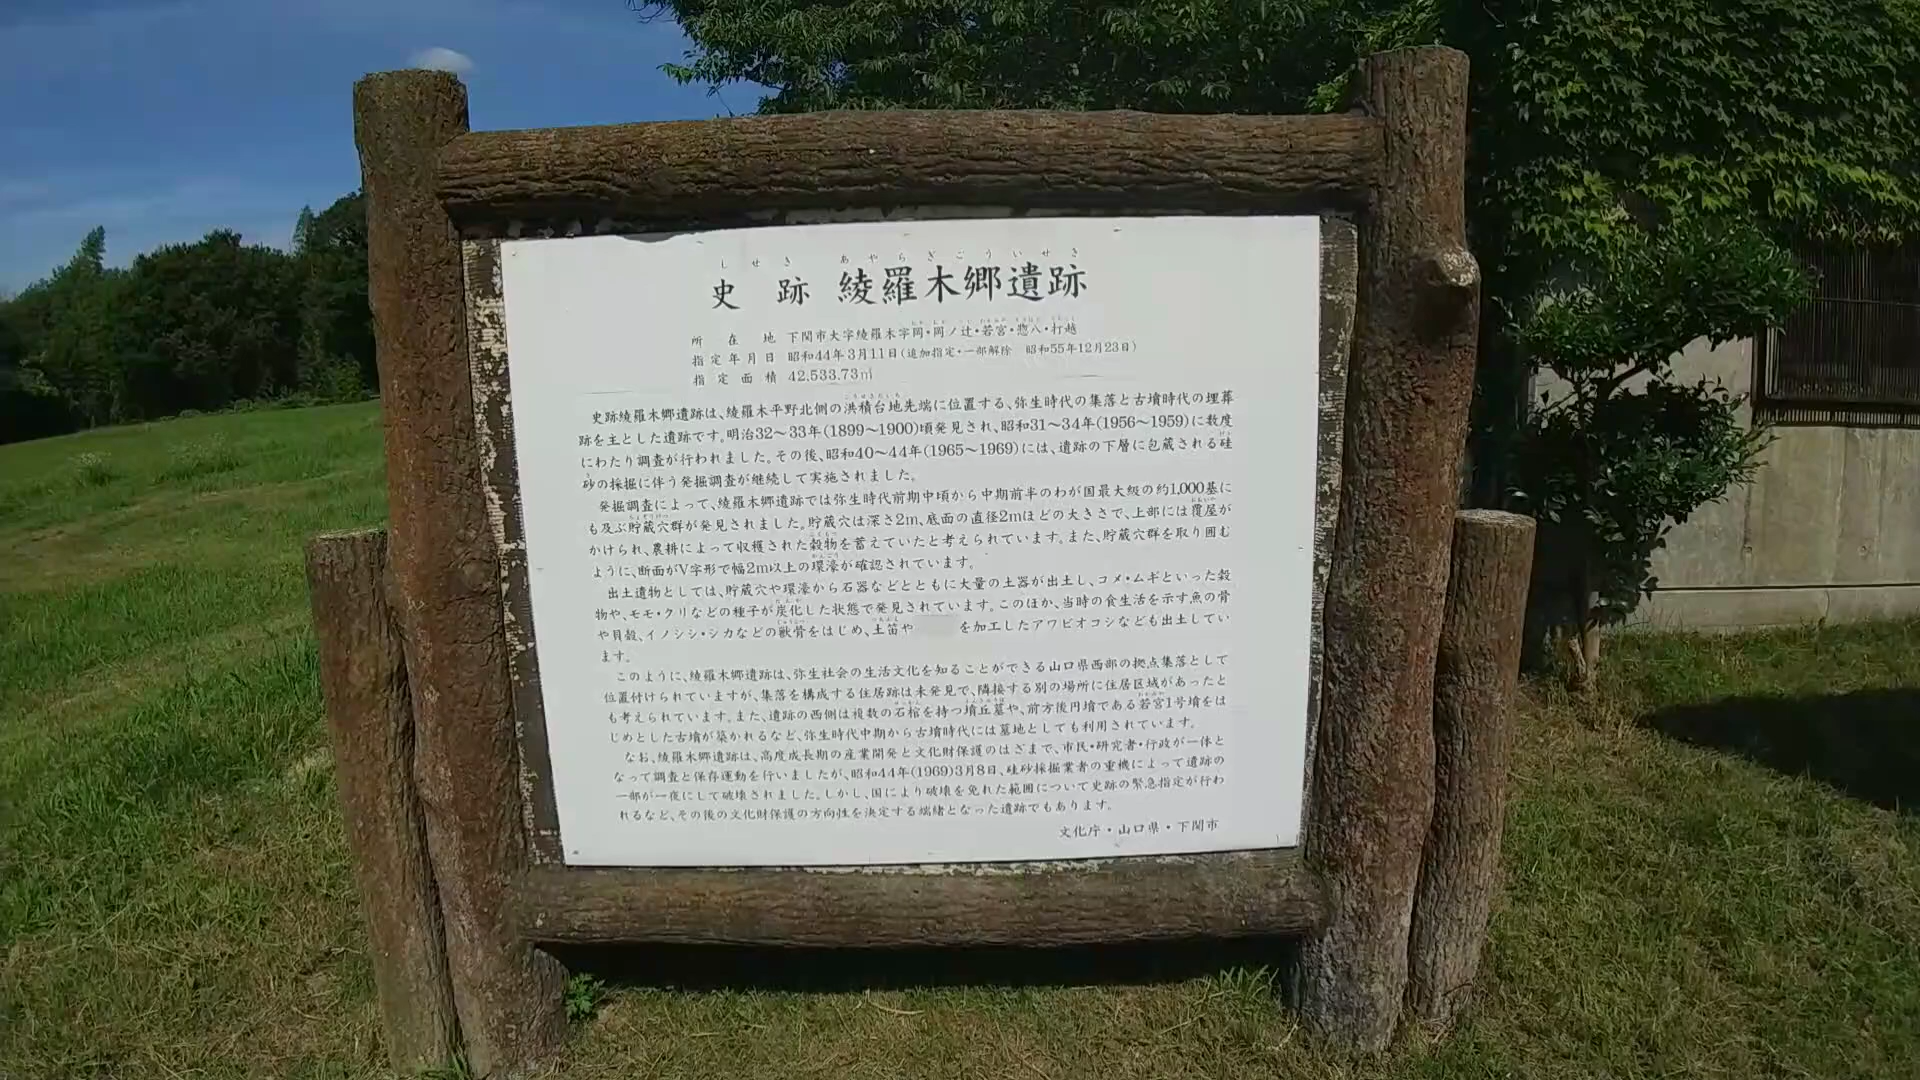 しせき あやらぎごういせき
史跡 綾羅木郷遺跡
所在地 下関市大字綾羅木字岡・岡ノ辻・若宮・惣八・打越
指定年月日 昭和44年3月11日(追加指定・一部解除 昭和55年12月23日)
指定面積 42,533.73㎡
史跡綾羅木郷遺跡は、綾羅木平野北側の洪積台地先端に位置する、弥生時代の集落と古墳時代の埋葬
跡を主とした遺跡です。明治32～33年(1899～1900)頃発見され、昭和31～34年(1956～1959)に数度
にわたり調査が行われました。その後、昭和40～44年(1965～1969)には、遺跡の下層に包蔵される硅
砂の採掘に伴う発掘調査が継続して実施されました。
発掘調査によって、綾羅木郷遺跡では弥生時代前期中頃から中期前半のわが国最大級の約1,000基に
も及ぶ貯蔵穴群が発見されました。貯蔵穴は深さ2m、底面の直径2mほどの大きさで、上部には覆屋が
かけられ、農耕によって収穫された穀物を蓄えていたと考えられています。また、貯蔵穴群を取り囲む
ように、断面がV字形で幅2m以上の環濠が確認されています。
出土遺物としては、貯蔵穴や環濠から石器などとともに大量の土器が出土し、コメ・ムギといった穀
物や、モモ・クリなどの種子が炭化した状態で発見されています。このほか、当時の食生活を示す魚の骨
や貝殻、イノシシ・シカなどの獣骨をはじめ、土笛や を加工したアワビオコシなども出土してい
ます。
このように、綾羅木郷遺跡は、弥生社会の生活文化を知ることができる山口県西部の拠点集落として
位置付けられていますが、集落を構成する住居跡は未発見で、隣接する別の場所に住居区域があったと
も考えられています。また、遺跡の西側は複数の石棺を持つ墳丘墓や、前方後円墳である若宮1号墳をは
じめとした古墳が築かれるなど、弥生時代中期から古墳時代には墓地としても利用されています。
なお、綾羅木郷遺跡は、高度成長期の産業開発と文化財保護のはざまで、市民・研究者・行政が一体と
なって調査と保存運動を行いましたが、昭和44年(1969)3月8日、硅砂採掘業者の重機によって遺跡の
一部が一夜にして破壊されました。しかし、国により破壊を免れた範囲について史跡の緊急指定が行わ
れるなど、その後の文化財保護の方向性を決定する端緒となった遺跡でもあります。
文化庁・山口県・下関市